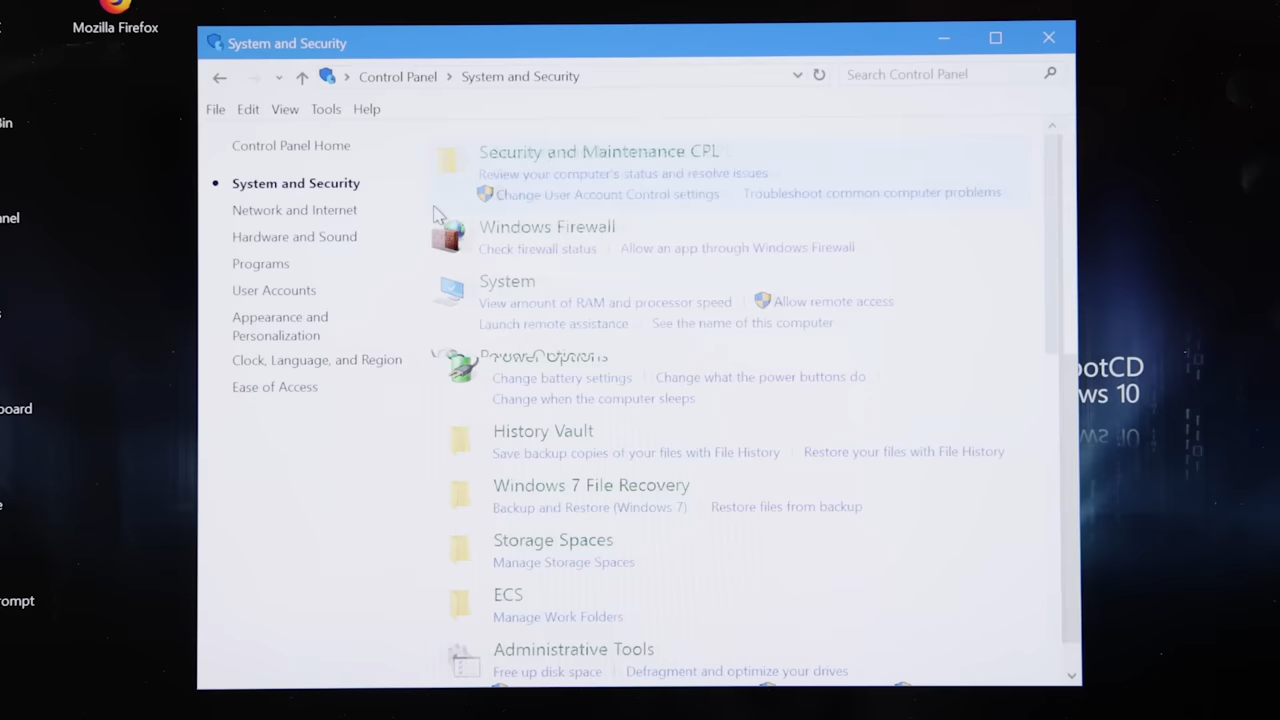 Mozilla Firefox
System and Security
Control Panel System and Security
Search Control Panel
File Edit View Tools Help
Control Panel Home
System and Security
Network and Internet
Hardware and Sound
Programs
User Accounts
Appearance and
Personalization
Clock, Language, and Region
Ease of Access
Security and Maintenance CPL
Review your computer's status and resolve issues
Change User Account Control settings Troubleshoot common computer problems
Windows Firewall
Check firewall status Allow an app through Windows Firewall
System
View amount of RAM and processor speed Allow remote access
Launch remote assistance See the name of this computer
Power Options
Change battery settings Change what the power buttons do
Change when the computer sleeps
History Vault
Save backup copies of your files with File History Restore your files with File History
Windows 7 File Recovery
Backup and Restore (Windows 7) Restore files from backup
Storage Spaces
Manage Storage Spaces
ECS
Manage Work Folders
Administrative Tools
Free up disk space Defragment and optimize your drives
in
nel
board
rompt
otCD
ws 10